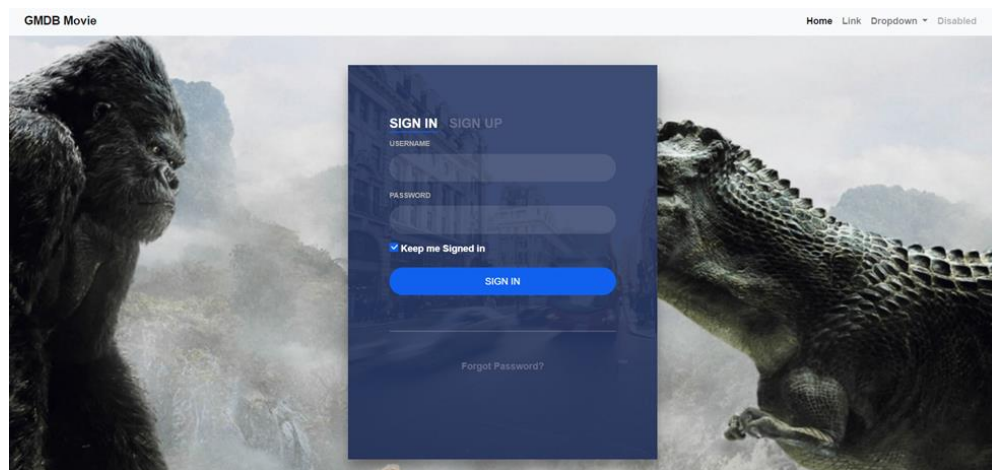 GMDB Movie Home Link Dropdown Disabled
SIGN IN SIGN UP
USERNAME
PASSWORD
Keep me Signed in
SIGN IN
Forgot Password?